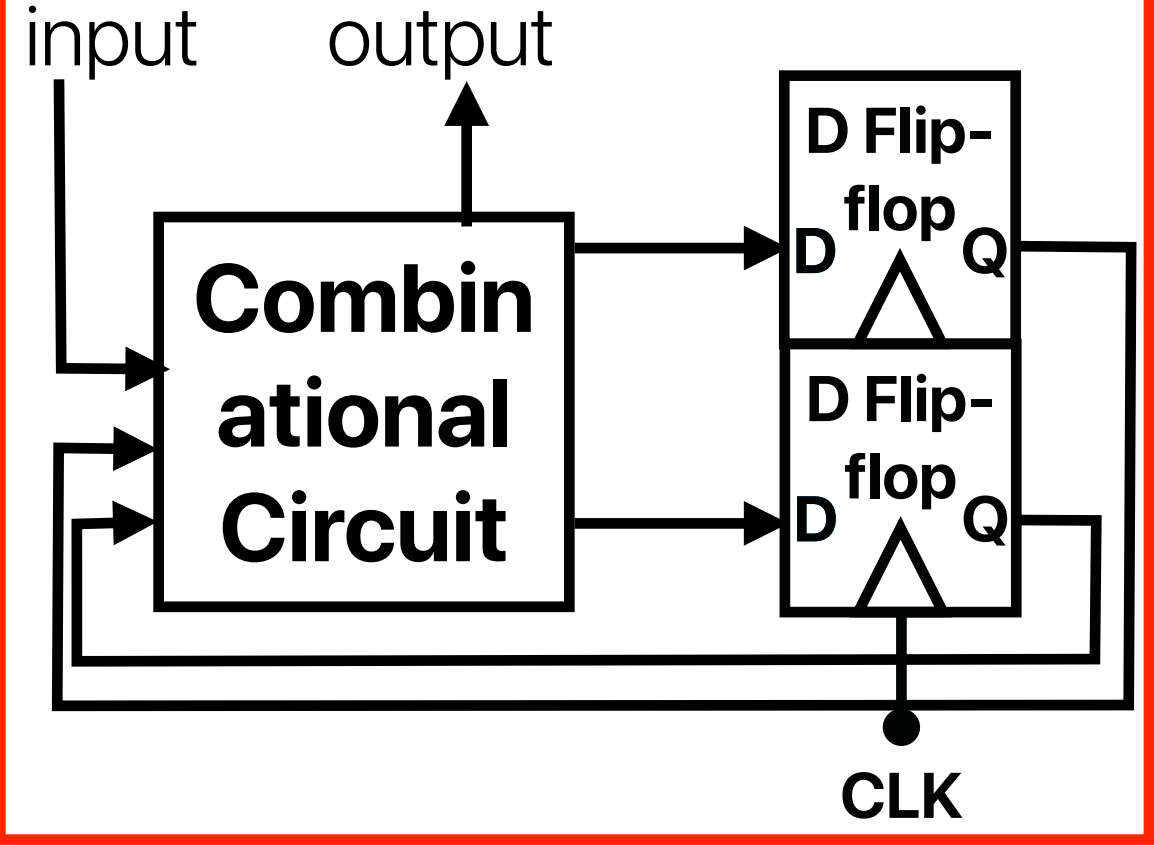 input
output
D Flip-
flop
D
Q
Combin
ational
Circuit
D Flip-
flop
D
Q
CLK